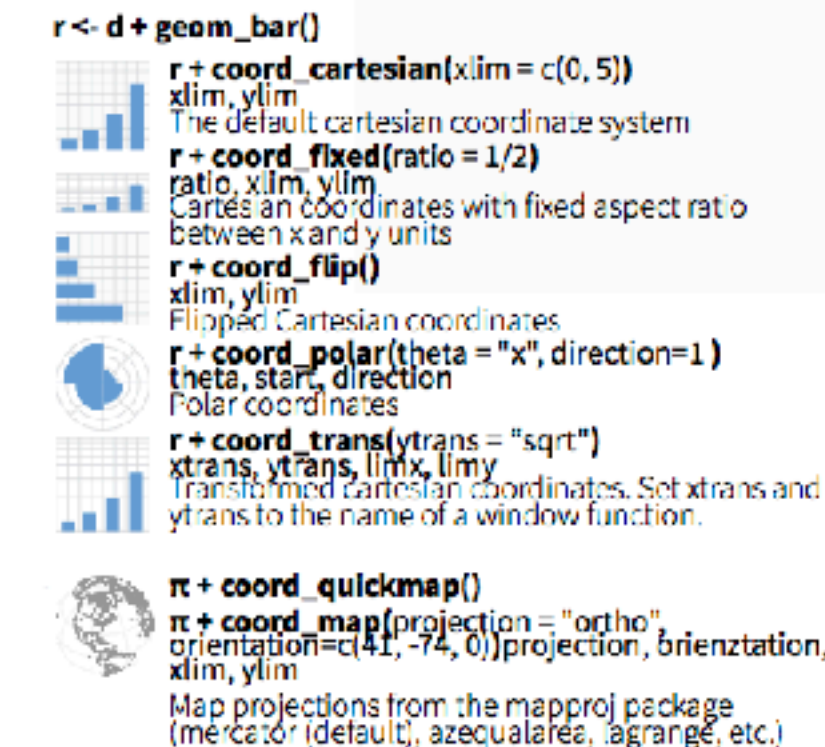 r <- d + geom_bar()
r + coord_cartesian(xlim = c(0, 5))
xlim, ylim
The default cartesian coordinate system
r + coord_fixed(ratio = 1/2)
ratio, xlim, ylim
Cartesian coordinates with fixed aspect ratio
between x and y units
r + coord_flip()
xlim, ylim
Flipped Cartesian coordinates
r + coord_polar(theta = "x", direction=1 )
theta, start, direction
Polar coordinates
r + coord_trans(ytrans = "sqrt")
xtrans, ytrans, limx, limy
Transformed cartesian coordinates. Set xtrans and
ytrans to the name of a window function.
π + coord_quickmap()
π + coord_map(projection = "ortho",
orientation=c(41, -74, 0))projection, orienztation,
xlim, ylim
Map projections from the mapproj package
(mercator (default), azequalarea, lagrange, etc.)